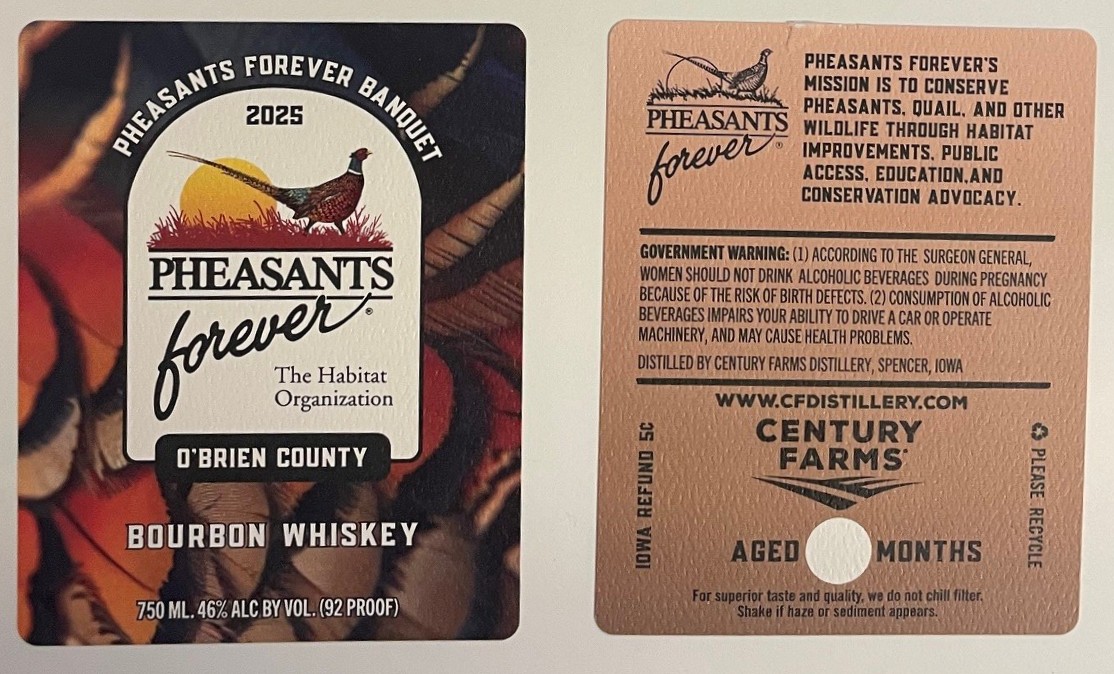 PHEASANTS FOREVER BANQUET
2025
PHEASANTS
forever®
The Habitat
Organization
O'BRIEN COUNTY
BOURBON WHISKEY
750 ML. 46% ALC BY VOL. (92 PROOF)
PHEASANTS
forever®
PHEASANTS FOREVER'S
MISSION IS TO CONSERVE
PHEASANTS, QUAIL, AND OTHER
WILDLIFE THROUGH HABITAT
IMPROVEMENTS, PUBLIC
ACCESS, EDUCATION,AND
CONSERVATION ADVOCACY.
GOVERNMENT WARNING: (1) ACCORDING TO THE SURGEON GENERAL,
WOMEN SHOULD NOT DRINK ALCOHOLIC BEVERAGES DURING PREGNANCY
BECAUSE OF THE RISK OF BIRTH DEFECTS. (2) CONSUMPTION OF ALCOHOLIC
BEVERAGES IMPAIRS YOUR ABILITY TO DRIVE A CAR OR OPERATE
MACHINERY, AND MAY CAUSE HEALTH PROBLEMS.
DISTILLED BY CENTURY FARMS DISTILLERY, SPENCER, IOWA
WWW.CFDISTILLERY.COM
CENTURY
FARMS
IOWA REFUND 5¢
PLEASE RECYCLE
AGED MONTHS
For superior taste and quality, we do not chill filter.
Shake if haze or sediment appears.